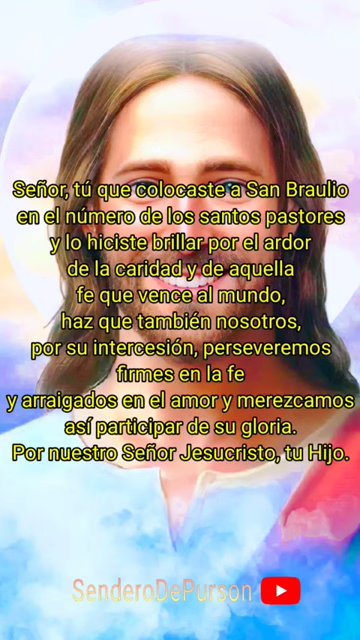 Señor, tú que colocaste a San Braulio
en el número de los santos pastores
y lo hiciste brillar por el ardor
de la caridad y de aquella
fe que vence al mundo,
haz que también nosotros,
por su intercesión, perseveremos
firmes en la fe
y arraigados en el amor y merezcamos
así participar de su gloria.
Por nuestro Señor Jesucristo, tu Hijo.
SenderoDePurson